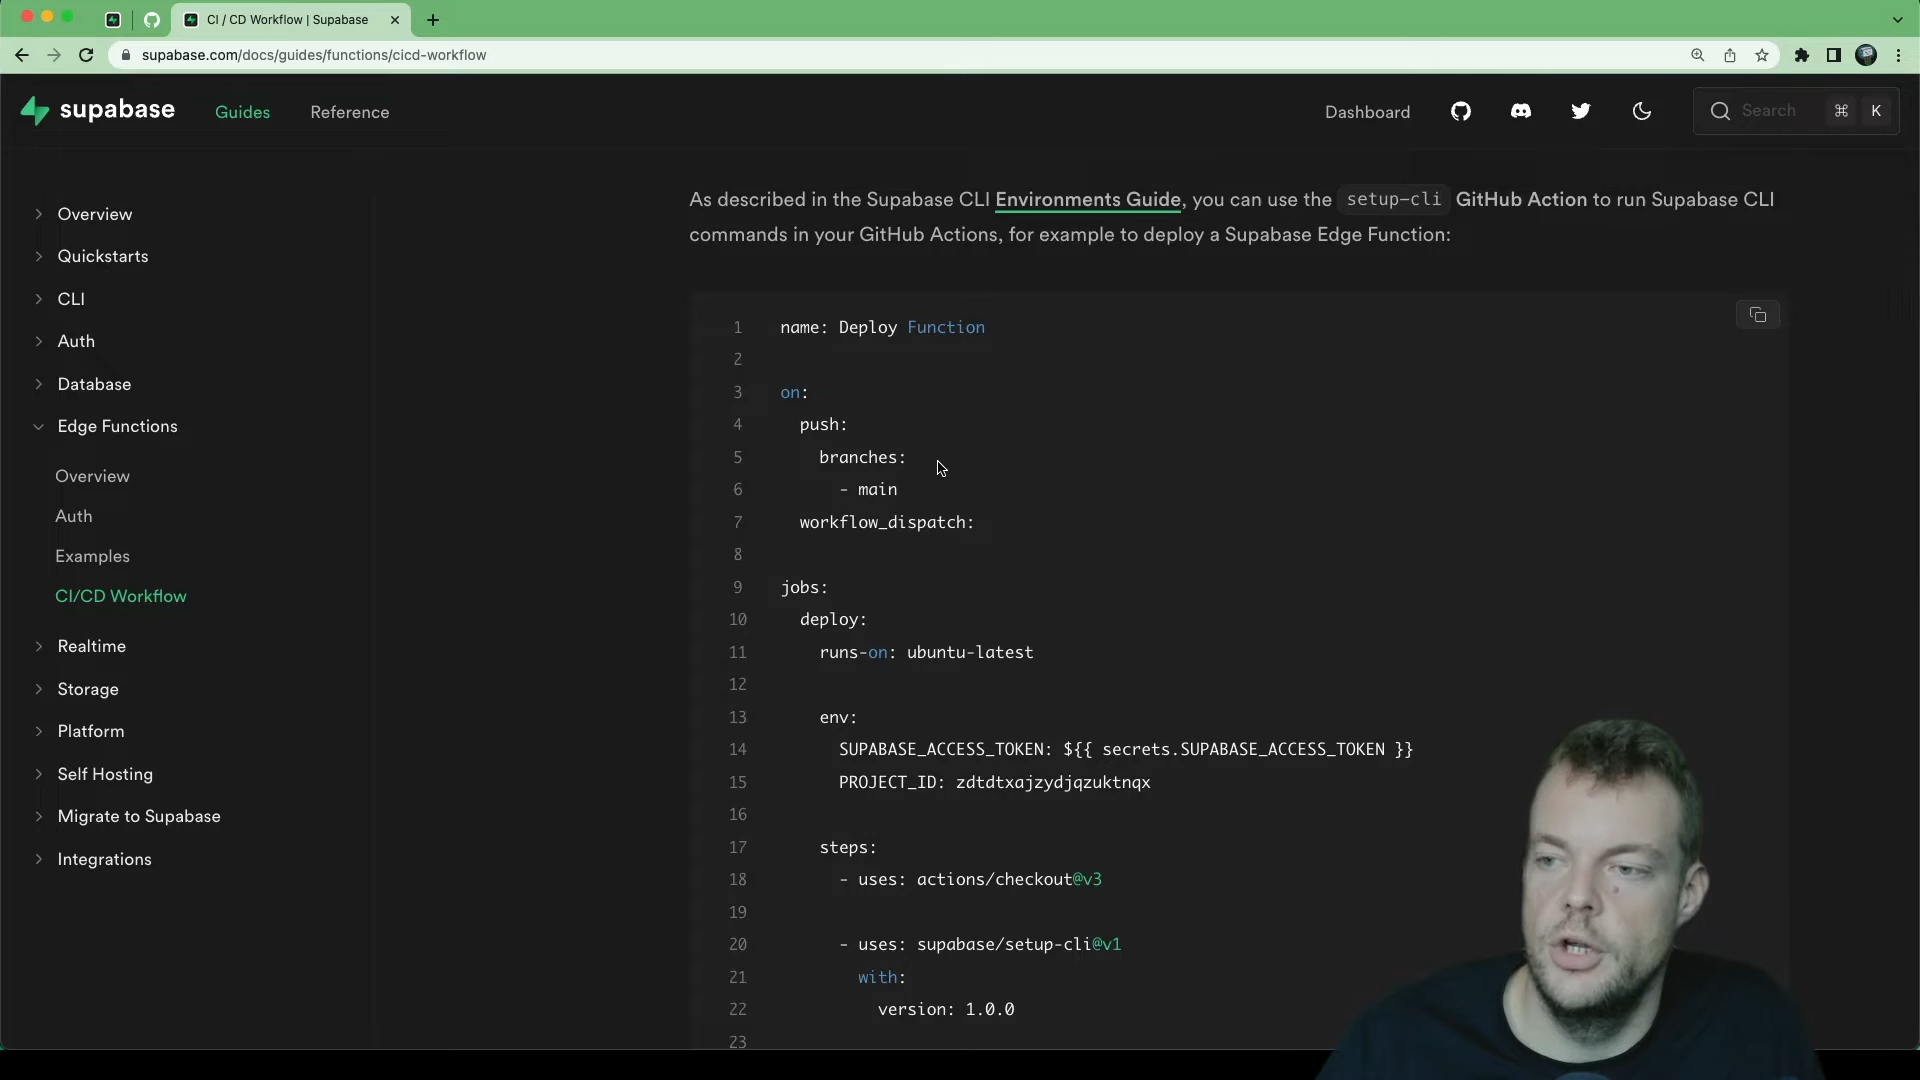 CI / CD Workflow | Supabase
supabase.com/docs/guides/functions/cicd-workflow
supabase
Guides
Reference
Dashboard
Search
⌘
K
Overview
Quickstarts
CLI
Auth
Database
Edge Functions
Overview
Auth
Examples
CI/CD Workflow
Realtime
Storage
Platform
Self Hosting
Migrate to Supabase
Integrations
As described in the Supabase CLI Environments Guide, you can use the setup-cli GitHub Action to run Supabase CLI
commands in your GitHub Actions, for example to deploy a Supabase Edge Function:
1 name: Deploy Function
2
3 on:
4 push:
5 branches:
6 - main
7 workflow_dispatch:
8
9 jobs:
10 deploy:
11 runs-on: ubuntu-latest
12
13 env:
14 SUPABASE_ACCESS_TOKEN: ${{ secrets.SUPABASE_ACCESS_TOKEN }}
15 PROJECT_ID: zdtdtxajzydjqzuktnqx
16
17 steps:
18 - uses: actions/checkout@v3
19
20 - uses: supabase/setup-cli@v1
21 with:
22 version: 1.0.0
23